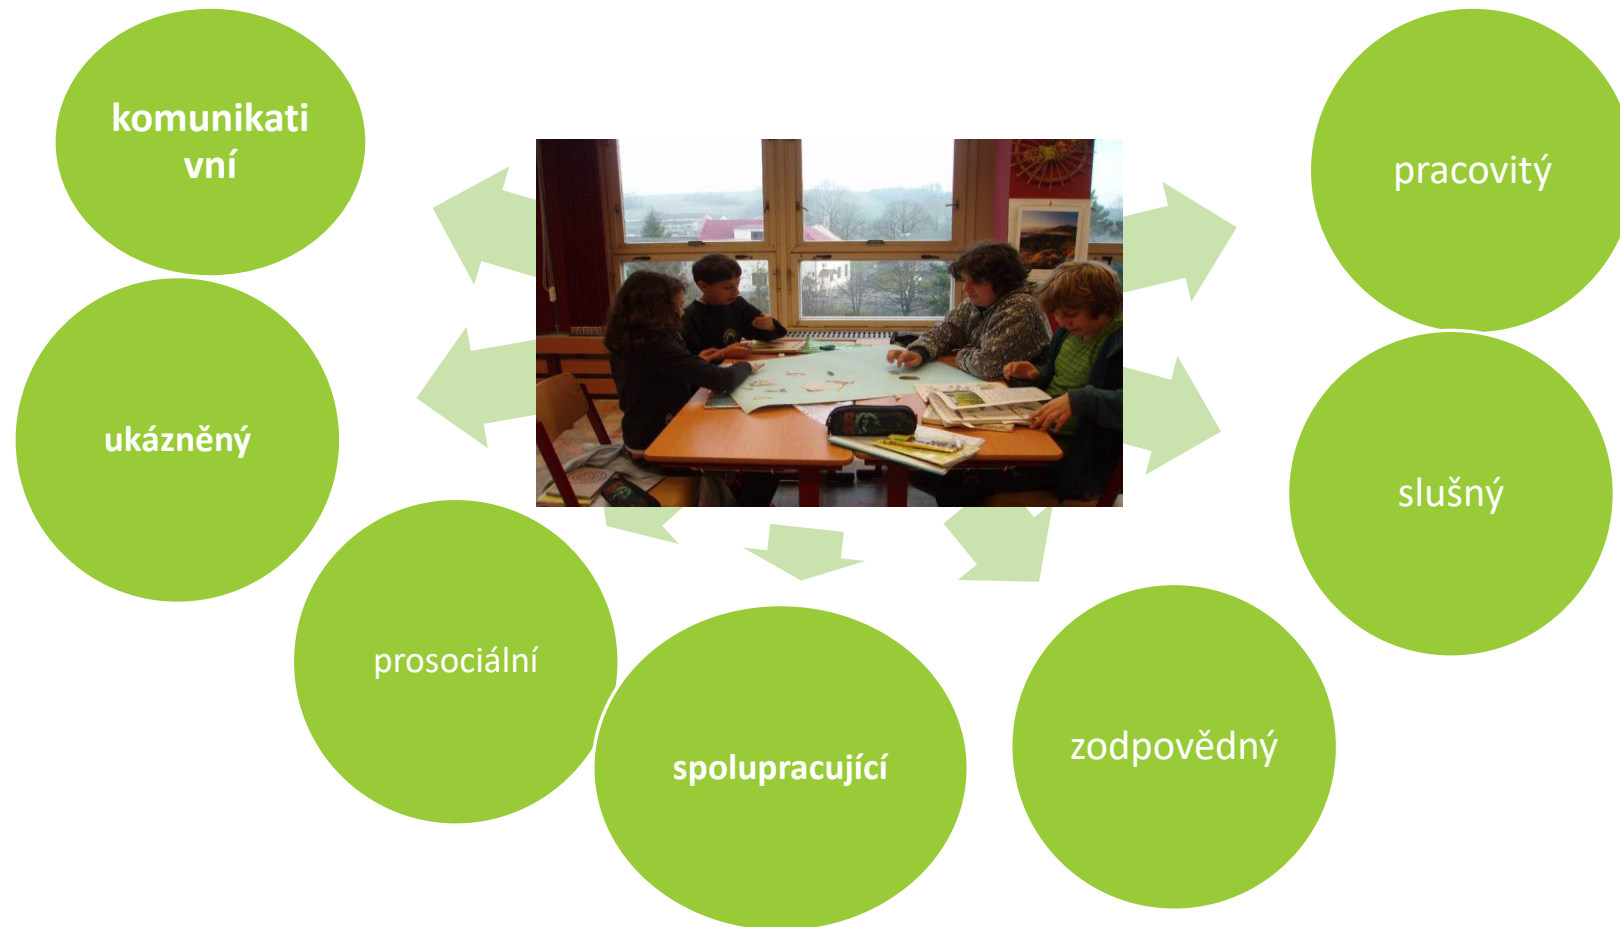 komunikati
vní
ukázněný
prosociální
spolupracující
zodpovědný
slušný
pracovitý